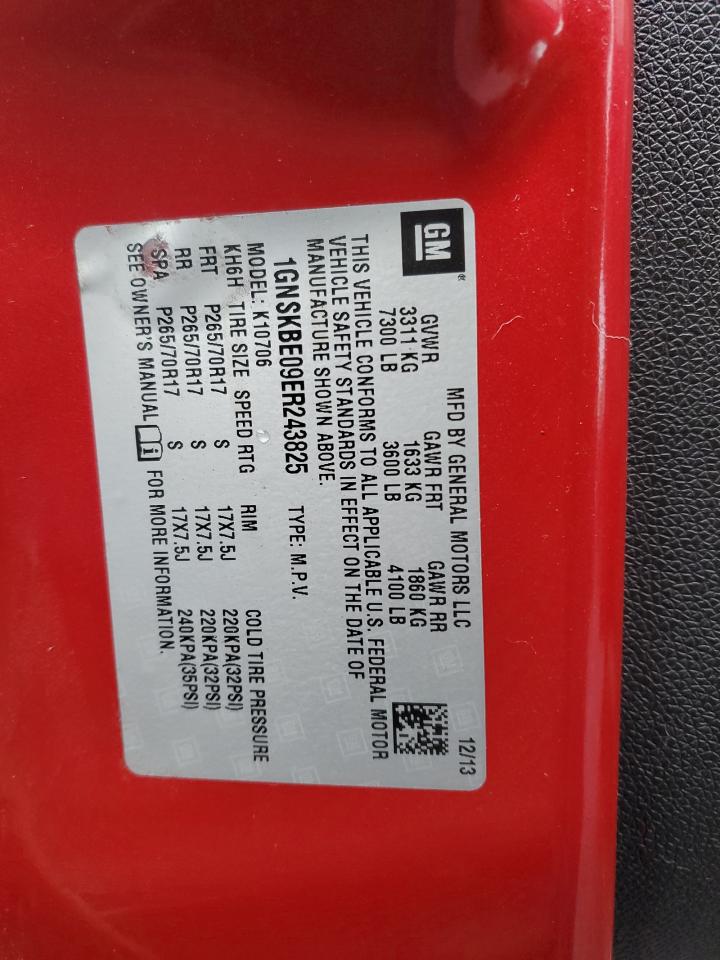 GM®
MFD BY GENERAL MOTORS LLC 12/13
GVWR GAWR FRT GAWR RR
3311 KG 1633 KG 1860 KG
7300 LB 3600 LB 4100 LB
THIS VEHICLE CONFORMS TO ALL APPLICABLE U.S. FEDERAL MOTOR
VEHICLE SAFETY STANDARDS IN EFFECT ON THE DATE OF
MANUFACTURE SHOWN ABOVE.
1GNSKBE09ER243825 TYPE: M.P.V.
MODEL: K10706
KH6H TIRE SIZE SPEED RTG RIM COLD TIRE PRESSURE
FRT P265/70R17 S 17X7.5J 220KPA(32PSI)
RR P265/70R17 S 17X7.5J 220KPA(32PSI)
SPA P265/70R17 S 17X7.5J 240KPA(35PSI)
SEE OWNER'S MANUAL FOR MORE INFORMATION.